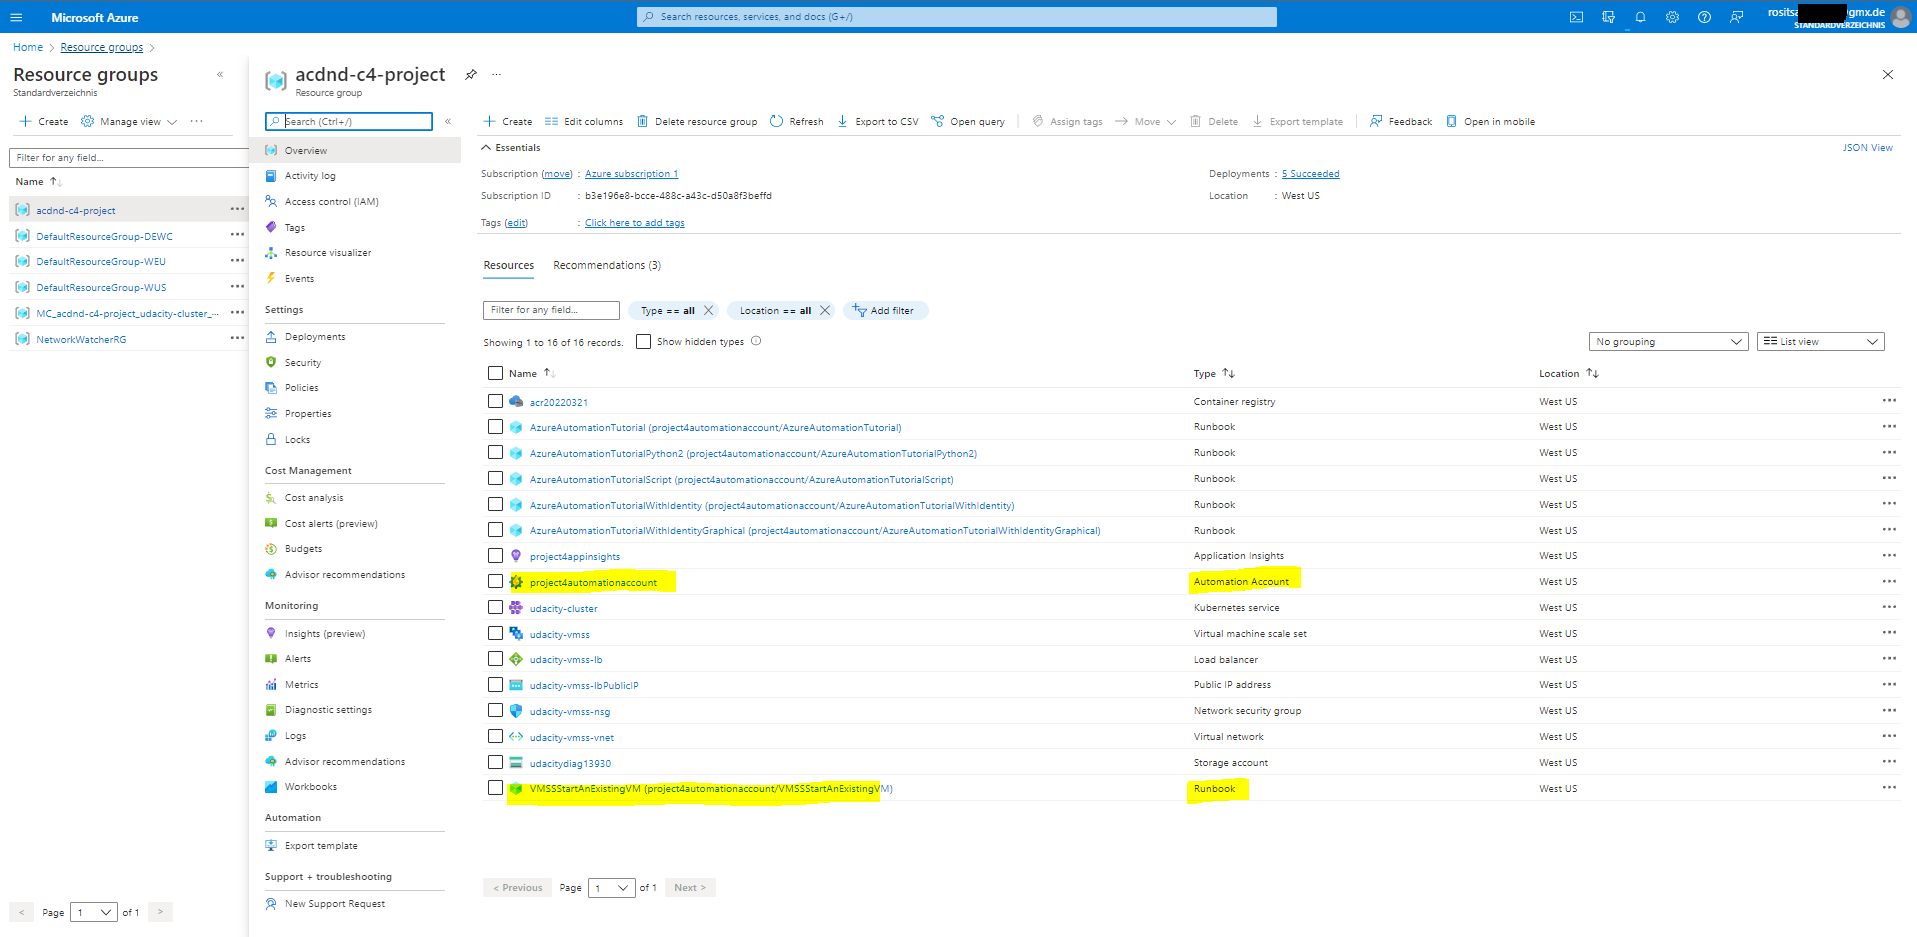 Microsoft Azure
Search resources, services, and docs (G+/)
rositsa
gmx.de
STANDARDVERZEICHNIS
Home > Resource groups >
Resource groups
Standardverzeichnis
Create Manage view ···
Filter for any field...
Name
acdnd-c4-project
DefaultResourceGroup-DEWC
DefaultResourceGroup-WEU
DefaultResourceGroup-WUS
MC_acdnd-c4-project_udacity-cluster_...
NetworkWatcherRG
< Page 1 of 1 >
acdnd-c4-project
Resource group
Search (Ctrl+/)
Overview
Activity log
Access control (IAM)
Tags
Resource visualizer
Events
Settings
Deployments
Security
Policies
Properties
Locks
Cost Management
Cost analysis
Cost alerts (preview)
Budgets
Advisor recommendations
Monitoring
Insights (preview)
Alerts
Metrics
Diagnostic settings
Logs
Advisor recommendations
Workbooks
Automation
Export template
Support + troubleshooting
New Support Request
Create Edit columns Delete resource group Refresh Export to CSV Open query Assign tags Move Delete Export template Feedback Open in mobile
Essentials
JSON View
Subscription (move) : Azure subscription 1
Subscription ID : b3e196e8-bcce-488c-a43c-d50a8f3beffd
Tags (edit) : Click here to add tags
Deployments : 5 Succeeded
Location : West US
Resources Recommendations (3)
Filter for any field... Type == all Location == all Add filter
Showing 1 to 16 of 16 records. Show hidden types
No grouping List view
Name Type Location
acr20220321 Container registry West US
AzureAutomationTutorial (project4automationaccount/AzureAutomationTutorial) Runbook West US
AzureAutomationTutorialPython2 (project4automationaccount/AzureAutomationTutorialPython2) Runbook West US
AzureAutomationTutorialScript (project4automationaccount/AzureAutomationTutorialScript) Runbook West US
AzureAutomationTutorialWithIdentity (project4automationaccount/AzureAutomationTutorialWithIdentity) Runbook West US
AzureAutomationTutorialWithIdentityGraphical (project4automationaccount/AzureAutomationTutorialWithIdentityGraphical) Runbook West US
project4appinsights Application Insights West US
project4automationaccount Automation Account West US
udacity-cluster Kubernetes service West US
udacity-vmss Virtual machine scale set West US
udacity-vmss-lb Load balancer West US
udacity-vmss-lbPublicIP Public IP address West US
udacity-vmss-nsg Network security group West US
udacity-vmss-vnet Virtual network West US
udacitydiag13930 Storage account West US
VMSSStartAnExistingVM (project4automationaccount/VMSSStartAnExistingVM) Runbook West US
< Previous Page 1 of 1 Next >